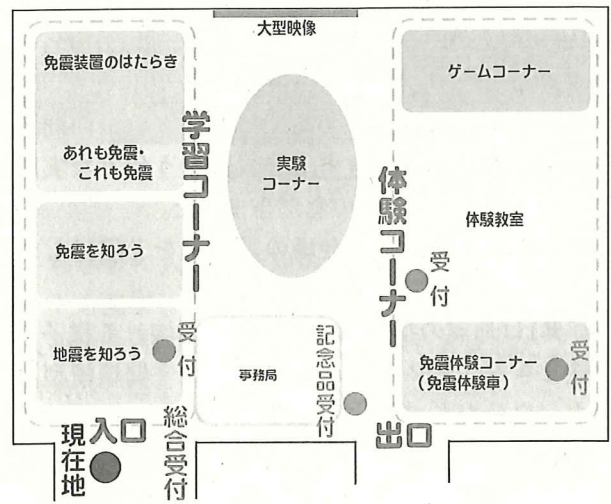 大型映像
免震装置のはたらき
あれも免震・
これも免震
免震を知ろう
地震を知ろう
受付
学習コーナー
実験
コーナー
事務局
記念品受付
体験コーナー
ゲームコーナー
体験教室
受付
免震体験コーナー
（免震体験車）
受付
入口
現在地
総合受付
出口